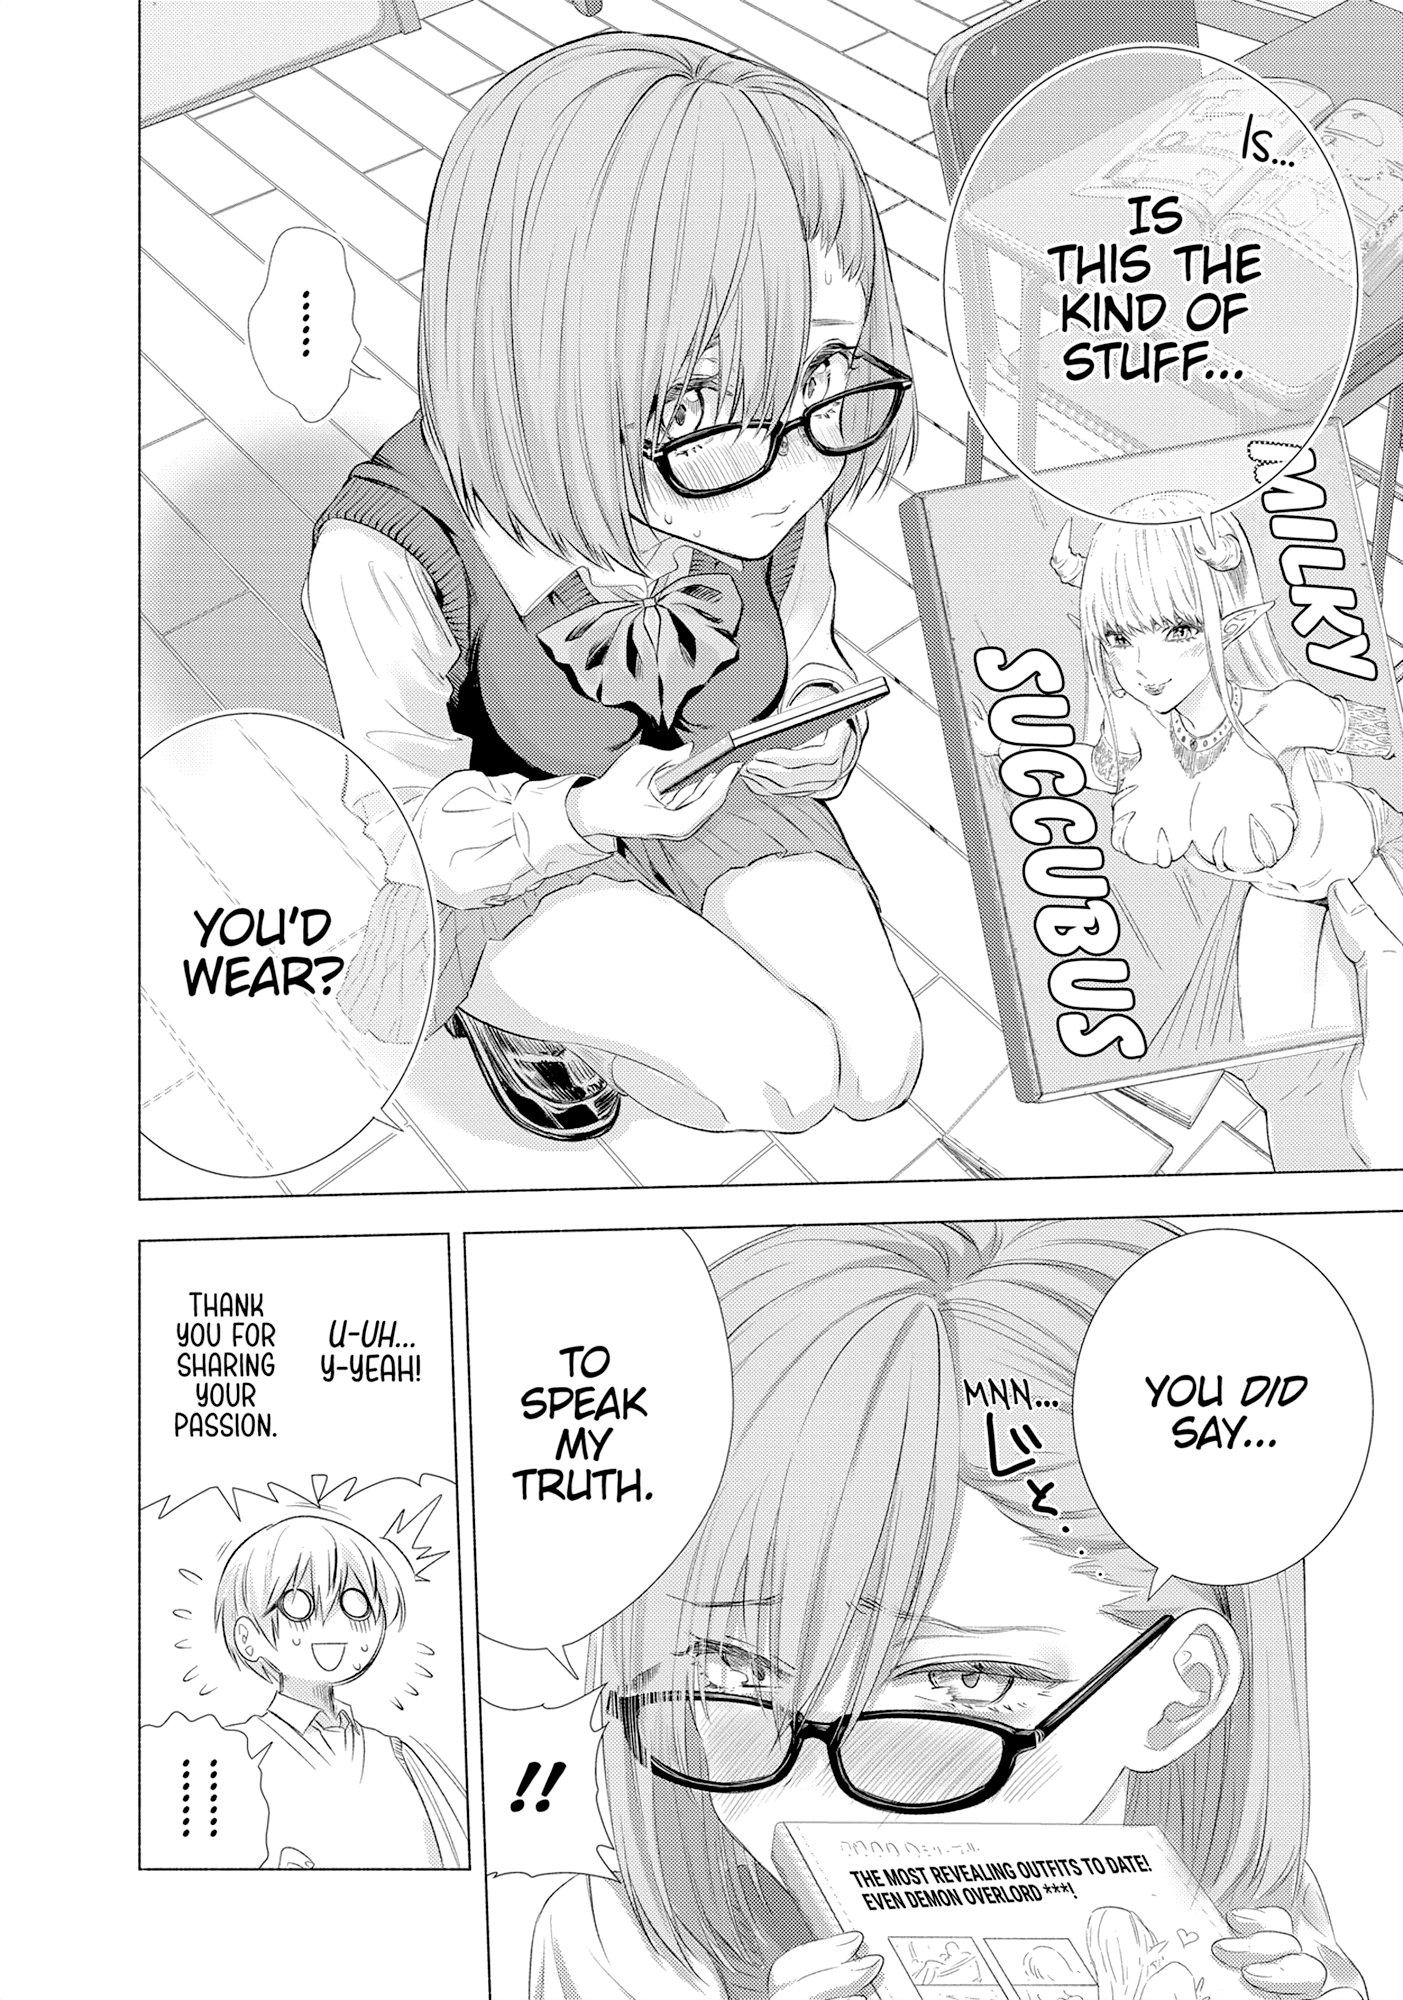 Is...
IS
THIS THE
KIND OF
STUFF...
MILKY
SUCCUBUS
......
YOU'D
WEAR?
YOU DID
SAY...
MNN...
じと
TO
SPEAK
MY
TRUTH.
!!
THE MOST REVEALING OUTFITS TO DATE!
EVEN DEMON OVERLORD ***!
U-UH...
Y-YEAH!
THANK
YOU FOR
SHARING
YOUR
PASSION.